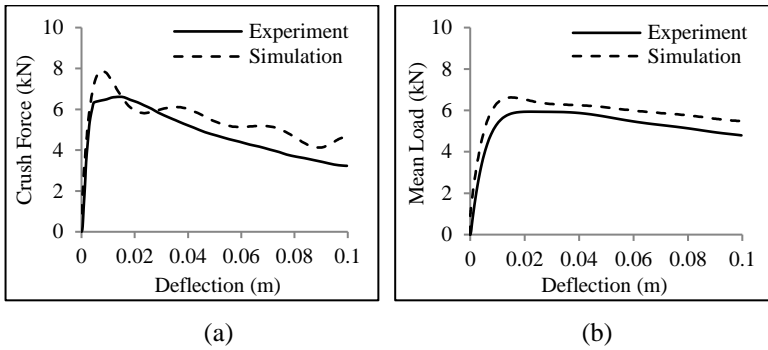 Crush Force (kN)
10
8
6
4
2
0
Experiment
Simulation
0 0.02 0.04 0.06 0.08 0.1
Deflection (m)
(a)
Mean Load (kN)
10
8
6
4
2
0
Experiment
Simulation
0 0.02 0.04 0.06 0.08 0.1
Deflection (m)
(b)